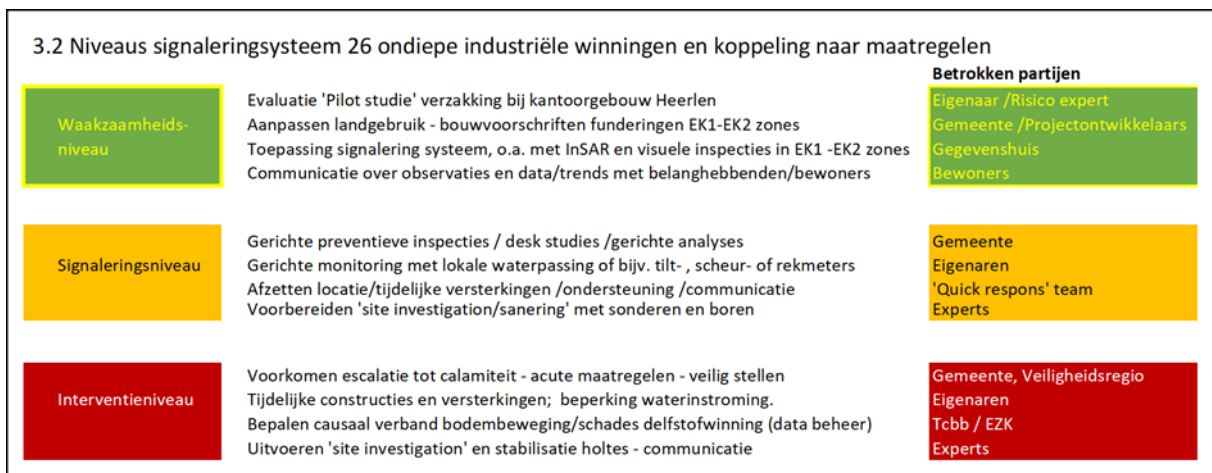 3.2 Niveaus signaleringsysteem 26 ondiepe industriële winningen en koppeling naar maatregelen
Betrokken partijen
Waakzaamheids-
niveau
Evaluatie 'Pilot studie' verzakking bij kantoorgebouw Heerlen
Aanpassen landgebruik - bouwvoorschriften funderingen EK1-EK2 zones
Toepassing signalering systeem, o.a. met InSAR en visuele inspecties in EK1 -EK2 zones
Communicatie over observaties en data/trends met belanghebbenden/bewoners
Eigenaar /Risico expert
Gemeente /Projectontwikkelaars
Gegevenshuis
Bewoners
Signaleringsniveau
Gerichte preventieve inspecties / desk studies /gerichte analyses
Gerichte monitoring met lokale waterpassing of bijv. tilt- , scheur- of rekmeters
Afzetten locatie/tijdelijke versterkingen /ondersteuning /communicatie
Voorbereiden 'site investigation/sanering' met sonderen en boren
Gemeente
Eigenaren
'Quick respons' team
Experts
Interventieniveau
Voorkomen escalatie tot calamiteit - acute maatregelen - veilig stellen
Tijdelijke constructies en versterkingen; beperking waterinstroming.
Bepalen causaal verband bodembeweging/schades delfstofwinning (data beheer)
Uitvoeren 'site investigation' en stabilisatie holtes - communicatie
Gemeente, Veiligheidsregio
Eigenaren
Tcbb / EZK
Experts